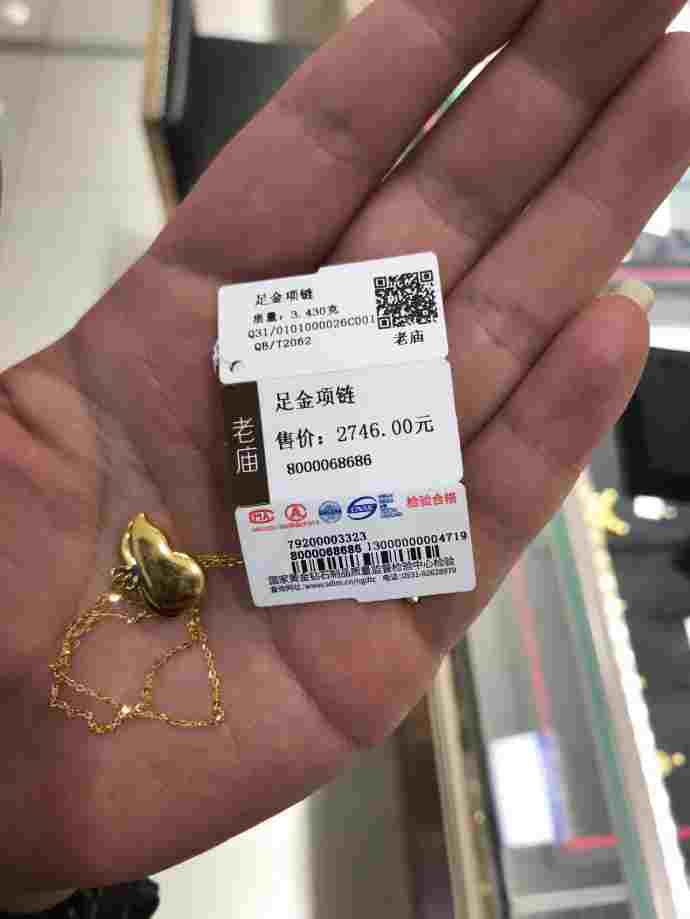 足金项链
质量：3.430克
Q31/0101000026C001
QB/T2062
老庙
老庙
足金项链
售价：2746.00元
8000068686
MA
检验合格
79200003323
8000068686 13000000004719
国家黄金钻石制品质量监督检验中心检验